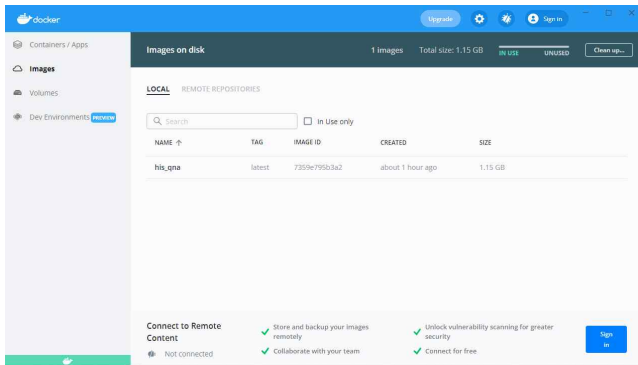 docker
Upgrade
Sign in
Containers / Apps
Images
Volumes
Dev Environments PREVIEW
Images on disk
1 images Total size: 1.15 GB IN USE UNUSED Clean up...
LOCAL REMOTE REPOSITORIES
Search In Use only
NAME ↑ TAG IMAGE ID CREATED SIZE
his_qna latest 7359e795b3a2 about 1 hour ago 1.15 GB
Connect to Remote
Content
Not connected
Store and backup your images
remotely
Collaborate with your team
Unlock vulnerability scanning for greater
security
Connect for free
Sign
in